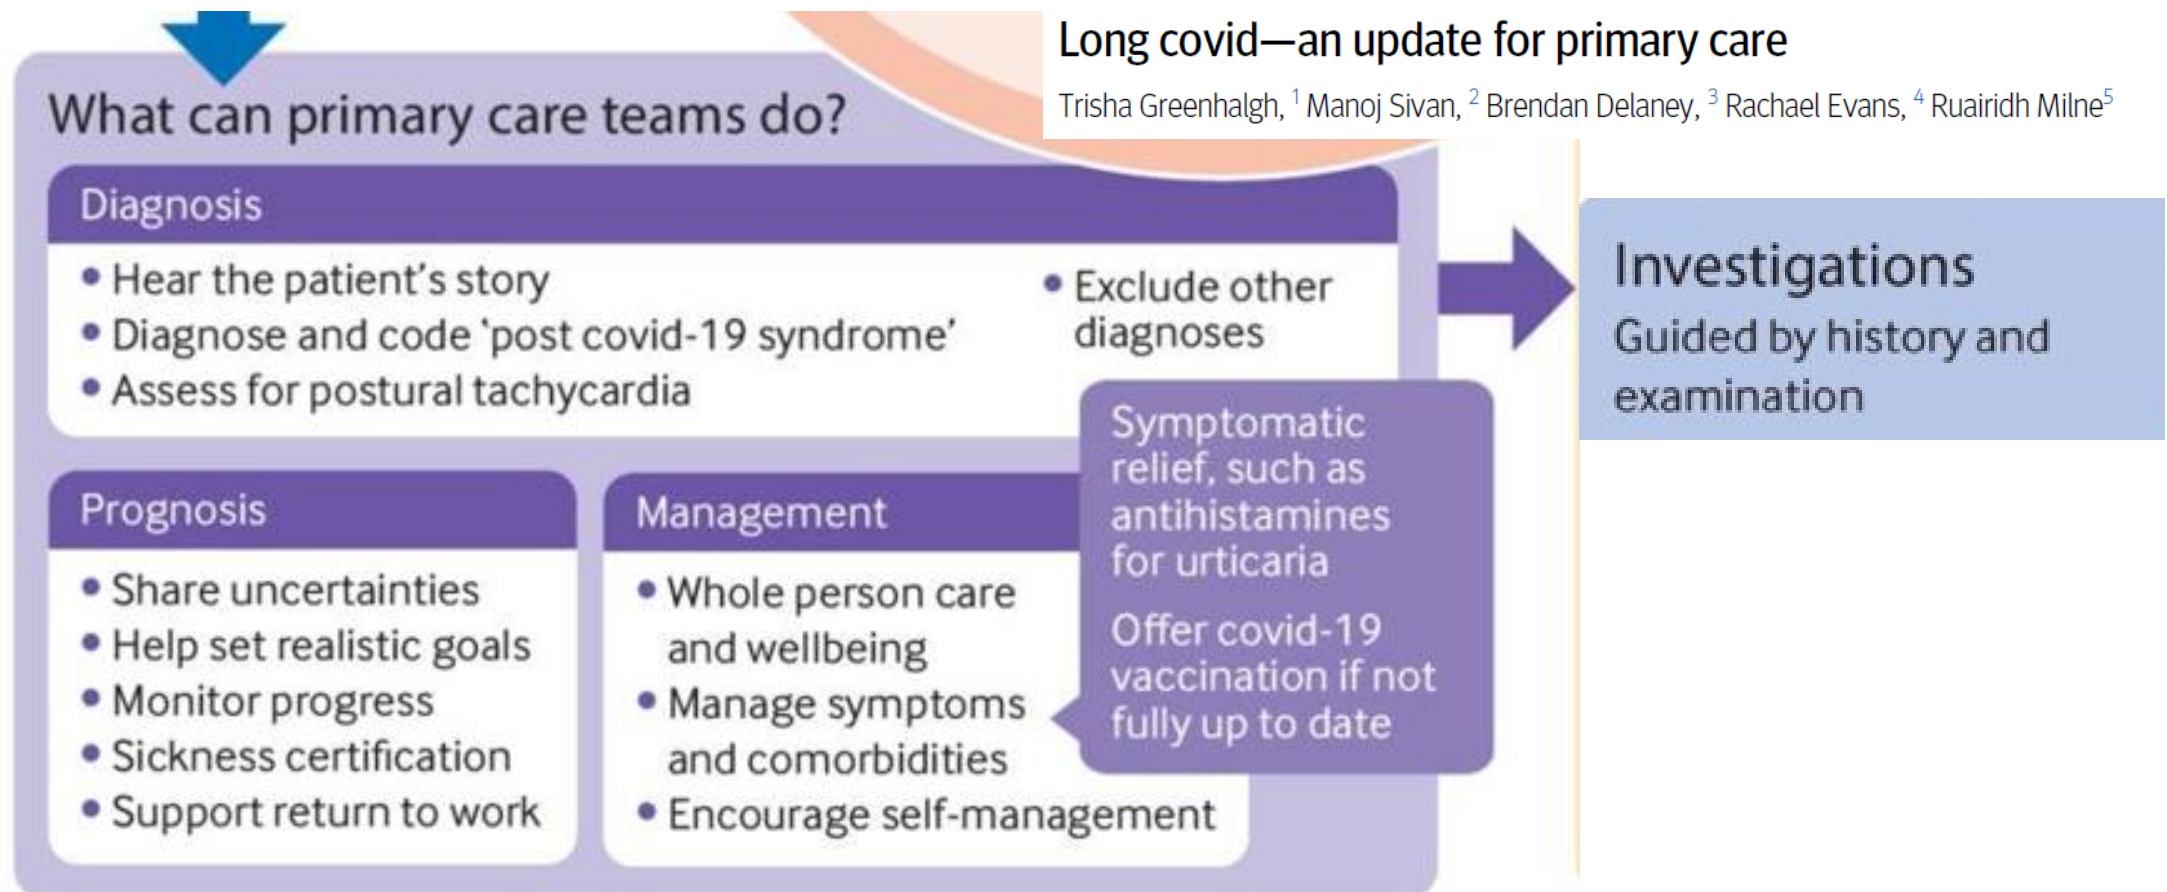 Long covid—an update for primary care
Trisha Greenhalgh, 1 Manoj Sivan, 2 Brendan Delaney, 3 Rachael Evans, 4 Ruairidh Milne5
What can primary care teams do?
Diagnosis
• Hear the patient's story
• Diagnose and code 'post covid-19 syndrome'
• Assess for postural tachycardia
• Exclude other
diagnoses
Investigations
Guided by history and
examination
Prognosis
• Share uncertainties
• Help set realistic goals
• Monitor progress
• Sickness certification
• Support return to work
Management
• Whole person care
and wellbeing
• Manage symptoms
and comorbidities
• Encourage self-management
Symptomatic
relief, such as
antihistamines
for urticaria
Offer covid-19
vaccination if not
fully up to date